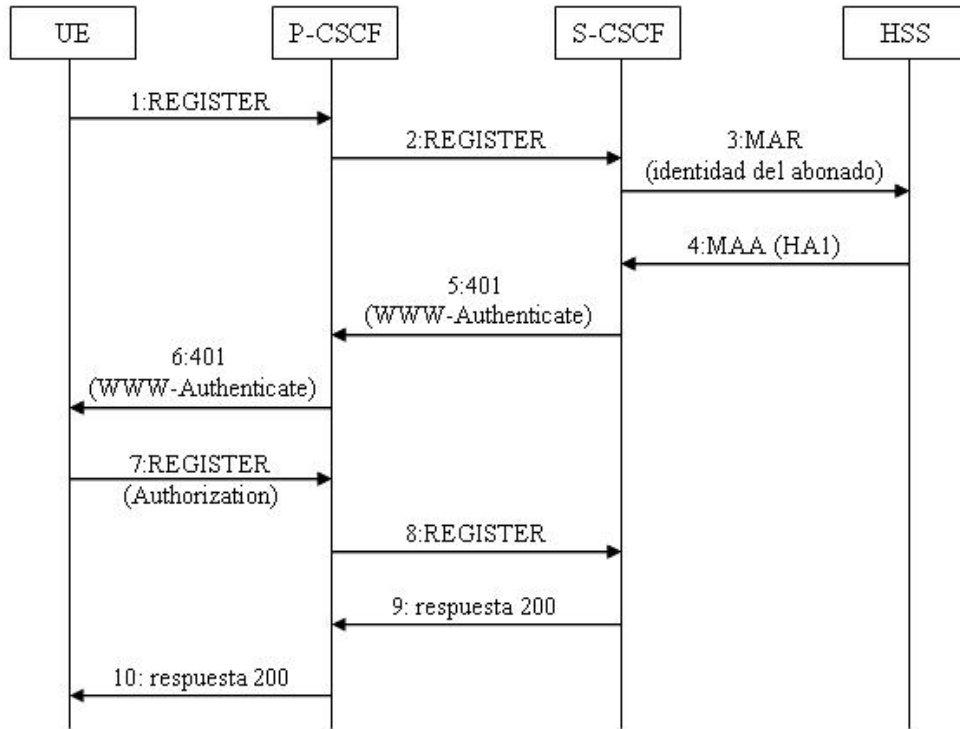 UE
P-CSCF
S-CSCF
HSS
1:REGISTER
2:REGISTER
3:MAR
(identidad del abonado)
4:MAA (HA1)
5:401
(WWW-Authenticate)
6:401
(WWW-Authenticate)
7:REGISTER
(Authorization)
8:REGISTER
9: respuesta 200
10: respuesta 200